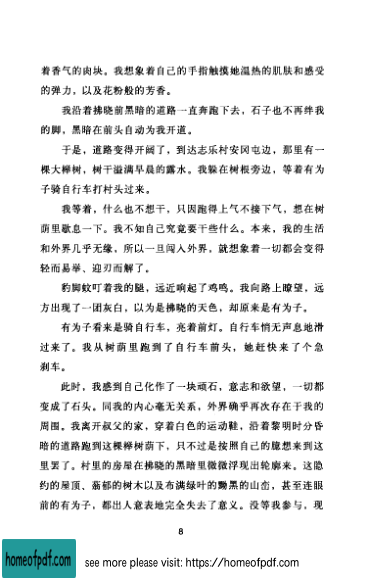 着香气的肉块。我想象着自己的手指触摸她温热的肌肤和感受
的弹力，以及花粉般的芳香。
我沿着拂晓前黑暗的道路一直奔跑下去，石子也不再绊我
的脚，黑暗在前头自动为我开道。
于是，道路变得开阔了，到达志乐村安冈屯边，那里有一
棵大榉树，树干溢满早晨的露水。我躲在树根旁边，等着有为
子骑自行车打村头过来。
我等着，什么也不想干，只因跑得上气不接下气，想在树
荫里歇息一下。我不知自己究竟要干些什么。本来，我的生活
和外界几乎无缘，所以一旦闯入外界，就想象着一切都会变得
轻而易举、迎刃而解了。
豹脚蚊叮着我的腿，远近响起了鸡鸣。我向路上瞭望，远
方出现了一团灰白，以为是拂晓的天色，却原来是有为子。
有为子看来是骑自行车，亮着前灯。自行车悄无声息地滑
过来了。我从树荫里跑到了自行车前头，她赶快来了个急
刹车。
此时，我感到自己化作了一块顽石，意志和欲望，一切都
变成了石头。同我的内心毫无关系，外界确乎再次存在于我的
周围。我离开叔父的家，穿着白色的运动鞋，沿着黎明时分昏
暗的道路跑到这棵榉树荫下，只不过是按照自己的臆想来到这
里罢了。村里的房屋在拂晓的黑暗里微微浮现出轮廓来。这隐
约的屋顶、蓊郁的树木以及布满绿叶的黝黑的山峦，甚至连眼
前的有为子，都出人意表地完全失去了意义。没等我参与，现
8
homeofpdf.com
see more please visit: https://homeofpdf.com